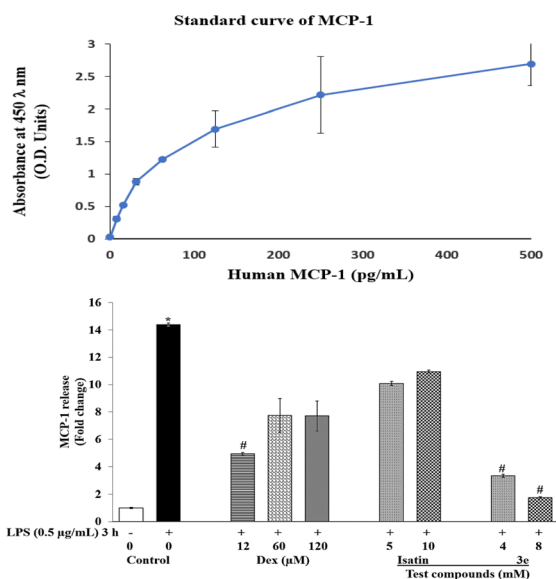 Standard curve of MCP-1
Absorbance at 450 λ nm
(O.D. Units)
3
2.5
2
1.5
1
0.5
0
0 100 200 300 400 500
Human MCP-1 (pg/mL)
MCP-1 release
(Fold change)
16
14
12
10
8
6
4
2
0
*
#
# #
LPS (0.5 µg/mL) 3 h - + + + + + + + +
0 0 12 60 120 5 10 4 8
Control Dex (µM) Isatin 3e
Test compounds (mM)